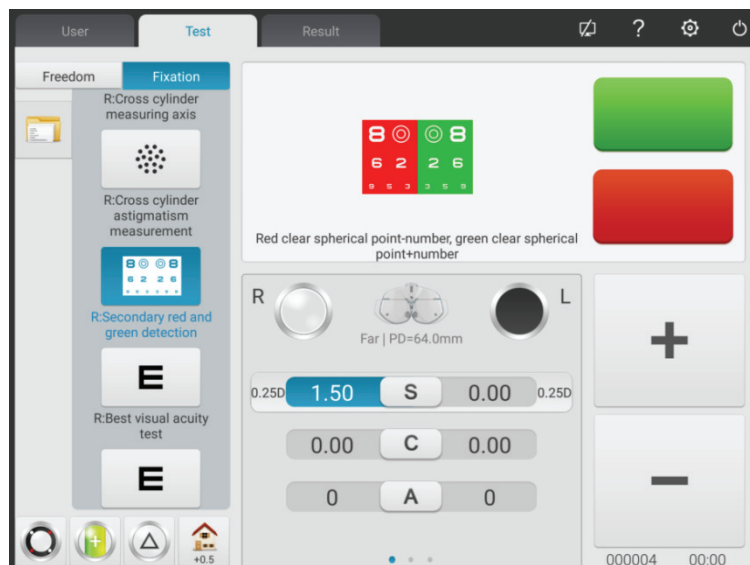 User Test Result ?
Freedom Fixation
R:Cross cylinder
measuring axis
R:Cross cylinder
astigmatism
measurement
8 8
6 2 2 6
R:Secondary red and
green detection
E
R:Best visual acuity
test
E
+0.5
8 8
6 2 2 6
9 5 3 3 5 9
Red clear spherical point-number, green clear spherical
point+number
R L
Far | PD=64.0mm
0.25D 1.50 S 0.00 0.25D
0.00 C 0.00
0 A 0
+
−
000004 00:00